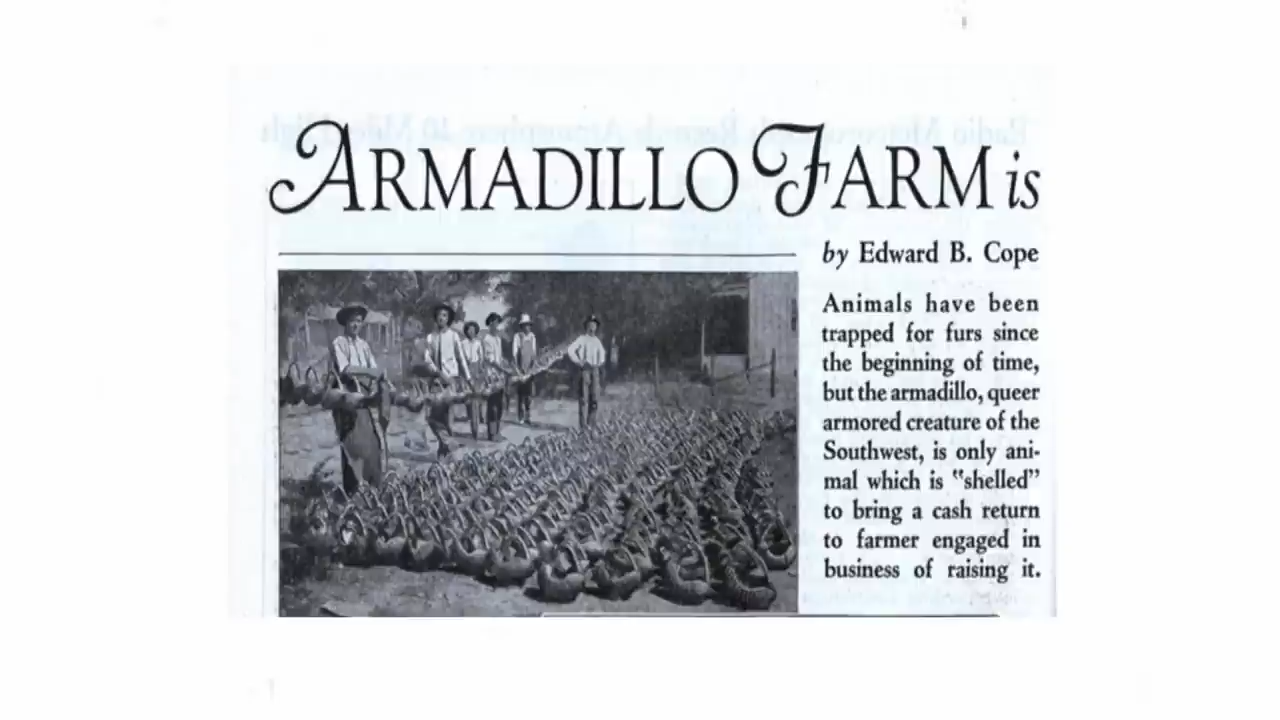 ARMADILLO FARM is
by Edward B. Cope
Animals have been
trapped for furs since
the beginning of time,
but the armadillo, queer
armored creature of the
Southwest, is only ani-
mal which is "shelled"
to bring a cash return
to farmer engaged in
business of raising it.